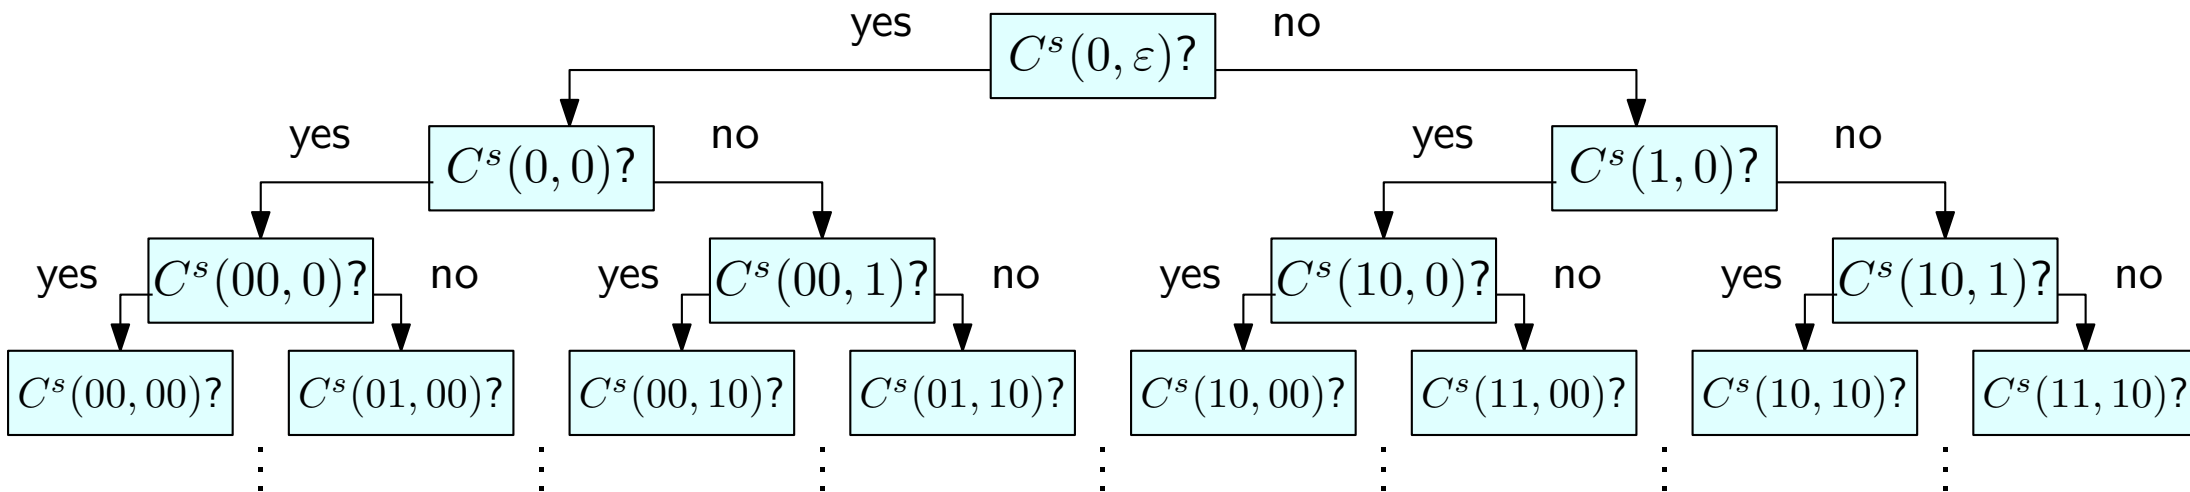 yes C^s(0, ε)? no
yes C^s(0, 0)? no yes C^s(1, 0)? no
yes C^s(00, 0)? no yes C^s(00, 1)? no yes C^s(10, 0)? no yes C^s(10, 1)? no
C^s(00, 00)? C^s(01, 00)? C^s(00, 10)? C^s(01, 10)? C^s(10, 00)? C^s(11, 00)? C^s(10, 10)? C^s(11, 10)?